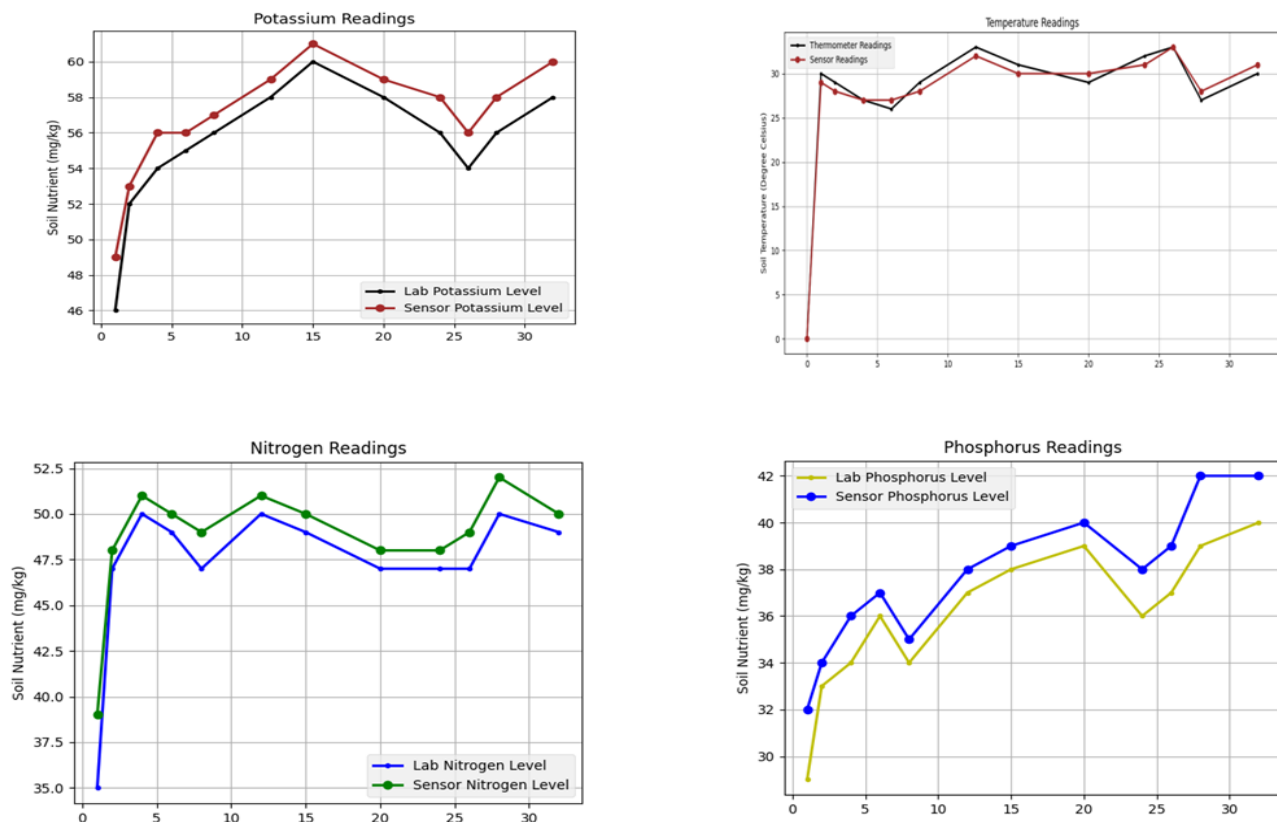 Potassium Readings
Soil Nutrient (mg/kg)
60
58
56
54
52
50
48
46
Lab Potassium Level
Sensor Potassium Level
0 5 10 15 20 25 30
Temperature Readings
Soil Temperature (Degree Celsius)
Thermometer Readings
Sensor Readings
30
25
20
15
10
5
0
0 5 10 15 20 25 30
Nitrogen Readings
Soil Nutrient (mg/kg)
52.5
50.0
47.5
45.0
42.5
40.0
37.5
35.0
Lab Nitrogen Level
Sensor Nitrogen Level
0 5 10 15 20 25 30
Phosphorus Readings
Soil Nutrient (mg/kg)
Lab Phosphorus Level
Sensor Phosphorus Level
42
40
38
36
34
32
30
0 5 10 15 20 25 30